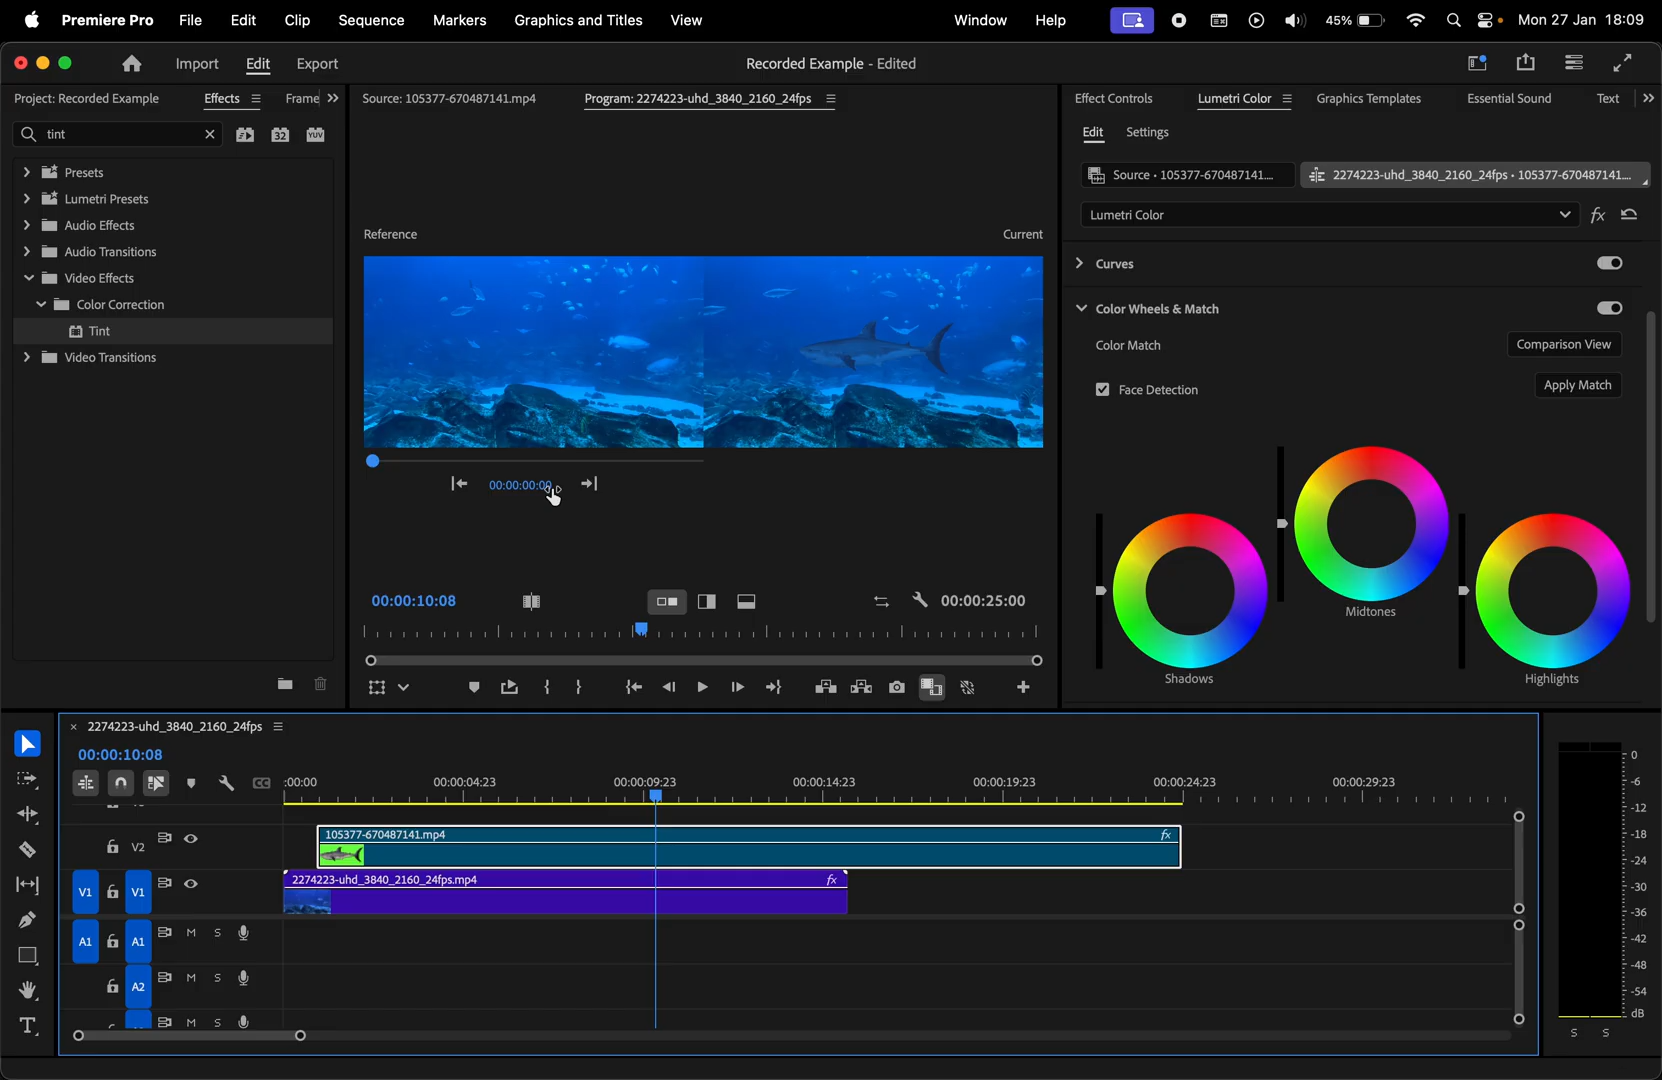 Premiere Pro File Edit Clip Sequence Markers Graphics and Titles View Window Help 45% Mon 27 Jan 18:09
Import Edit Export Recorded Example - Edited
Project: Recorded Example Effects Frame
tint
32 YUV
Presets
Lumetri Presets
Audio Effects
Audio Transitions
Video Effects
Color Correction
Tint
Video Transitions
Source: 105377-670487141.mp4 Program: 2274223-uhd_3840_2160_24fps
Reference Current
00:00:00:00
00:00:10:08 00:00:25:00
Effect Controls Lumetri Color Graphics Templates Essential Sound Text
Edit Settings
Source • 105377-670487141... 2274223-uhd_3840_2160_24fps • 105377-670487141...
Lumetri Color fx
Curves
Color Wheels & Match
Color Match Comparison View
Face Detection Apply Match
Midtones
Shadows Highlights
× 2274223-uhd_3840_2160_24fps
00:00:10:08
CC :00:00 00:00:04:23 00:00:09:23 00:00:14:23 00:00:19:23 00:00:24:23 00:00:29:23
V2 105377-670487141.mp4 fx
V1 V1 2274223-uhd_3840_2160_24fps.mp4 fx
A1 A1 M S
A2 M S
M S
T
0
-6
-12
-18
-24
-30
-36
-42
-48
-54
dB
S S